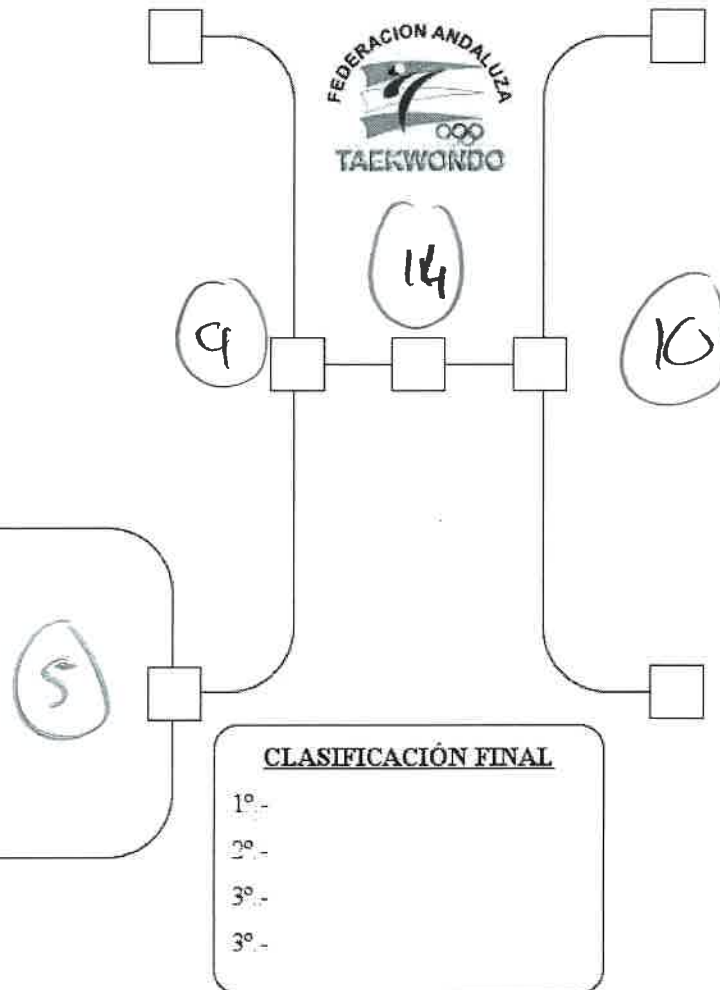 FEDERACION ANDALUZA
TAEKWONDO
14
9
10
5
CLASIFICACIÓN FINAL
1º.-
2º.-
3º.-
3º.-